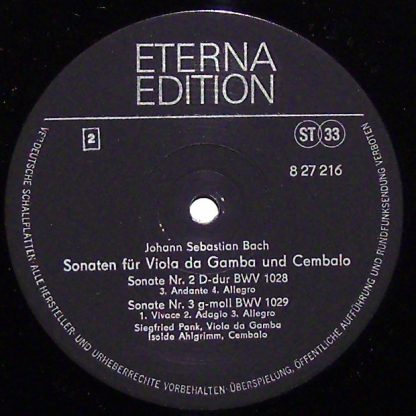 ETERNA
EDITION
2
ST 33
8 27 216
Johann Sebastian Bach
Sonaten für Viola da Gamba und Cembalo
Sonate Nr. 2 D-dur BWV 1028
3. Andante 4. Allegro
Sonate Nr. 3 g-moll BWV 1029
1. Vivace 2. Adagio 3. Allegro
Siegfried Pank, Viola da Gamba
Isolde Ahlgrimm, Cembalo
DEUTSCHE SCHALLPLATTEN·ALLE HERSTELLER- UND URHEBERRECHTE VORBEHALTEN·ÜBERSPIELUNG, ÖFFENTLICHE AUFFÜHRUNG UND RUNDFUNKSENDUNG VERBOTEN